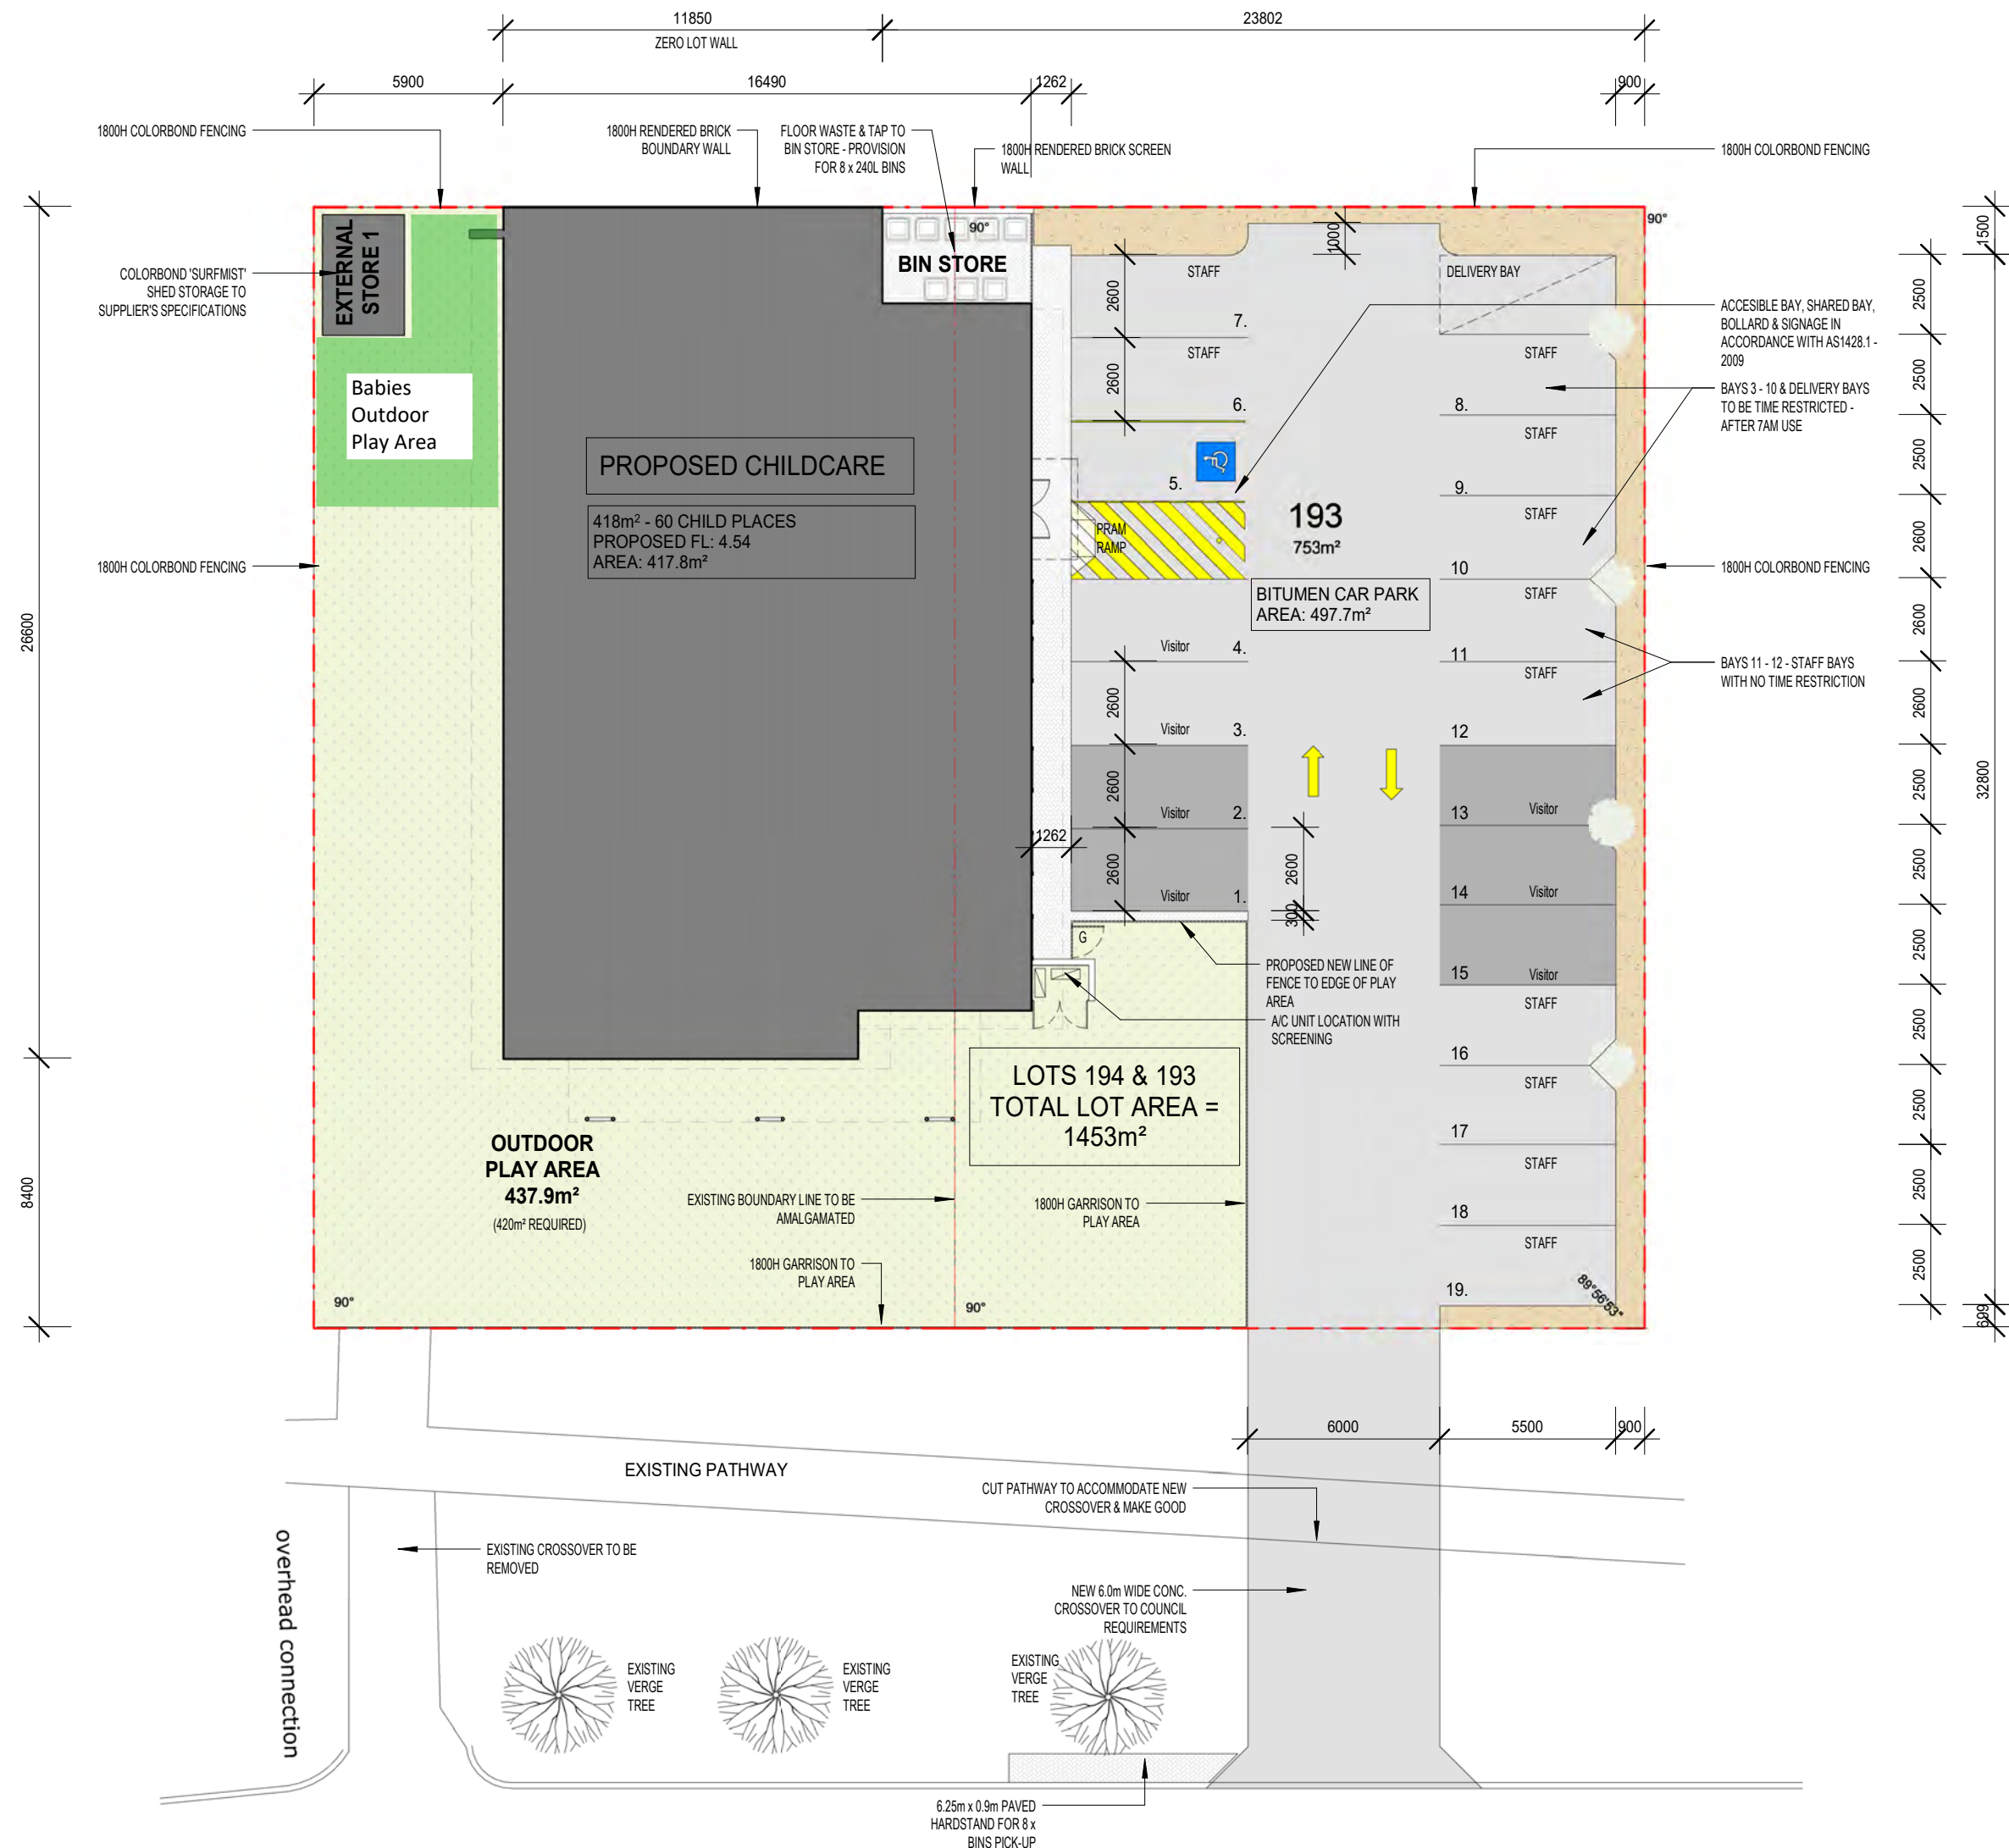 11850
23802
ZERO LOT WALL
5900
16490
1262
900
1800H COLORBOND FENCING
1800H RENDERED BRICK
BOUNDARY WALL
FLOOR WASTE & TAP TO
BIN STORE - PROVISION
FOR 8 x 240L BINS
1800H RENDERED BRICK SCREEN
WALL
1800H COLORBOND FENCING
90°
90°
1000
1500
EXTERNAL
STORE 1
BIN STORE
STAFF
DELIVERY BAY
COLORBOND 'SURFMIST'
SHED STORAGE TO
SUPPLIER'S SPECIFICATIONS
2600
2500
ACCESIBLE BAY, SHARED BAY,
BOLLARD & SIGNAGE IN
ACCORDANCE WITH AS1428.1 -
2009
7.
STAFF
STAFF
2600
2500
Babies
Outdoor
Play Area
6.
8.
BAYS 3 - 10 & DELIVERY BAYS
TO BE TIME RESTRICTED -
AFTER 7AM USE
STAFF
2500
PROPOSED CHILDCARE
5.
9.
418m² - 60 CHILD PLACES
PROPOSED FL: 4.54
AREA: 417.8m²
193
753m²
STAFF
PRAM
RAMP
2600
1800H COLORBOND FENCING
10
1800H COLORBOND FENCING
BITUMEN CAR PARK
AREA: 497.7m²
STAFF
26600
2600
Visitor
4.
11
STAFF
BAYS 11 - 12 - STAFF BAYS
WITH NO TIME RESTRICTION
2600
2600
Visitor
3.
12
32800
2600
2500
Visitor
2.
13
Visitor
1262
2600
2600
2500
Visitor
1.
14
Visitor
300
G
2500
PROPOSED NEW LINE OF
FENCE TO EDGE OF PLAY
AREA
15
Visitor
STAFF
A/C UNIT LOCATION WITH
SCREENING
2500
16
LOTS 194 & 193
TOTAL LOT AREA =
1453m²
STAFF
2500
OUTDOOR
PLAY AREA
437.9m²
(420m² REQUIRED)
17
STAFF
8400
EXISTING BOUNDARY LINE TO BE
AMALGAMATED
1800H GARRISON TO
PLAY AREA
2500
18
STAFF
1800H GARRISON TO
PLAY AREA
2500
19.
89°56'53"
90°
90°
699
6000
5500
900
EXISTING PATHWAY
CUT PATHWAY TO ACCOMMODATE NEW
CROSSOVER & MAKE GOOD
overhead connection
EXISTING CROSSOVER TO BE
REMOVED
NEW 6.0m WIDE CONC.
CROSSOVER TO COUNCIL
REQUIREMENTS
EXISTING
VERGE
TREE
EXISTING
VERGE
TREE
EXISTING
VERGE
TREE
6.25m x 0.9m PAVED
HARDSTAND FOR 8 x
BINS PICK-UP